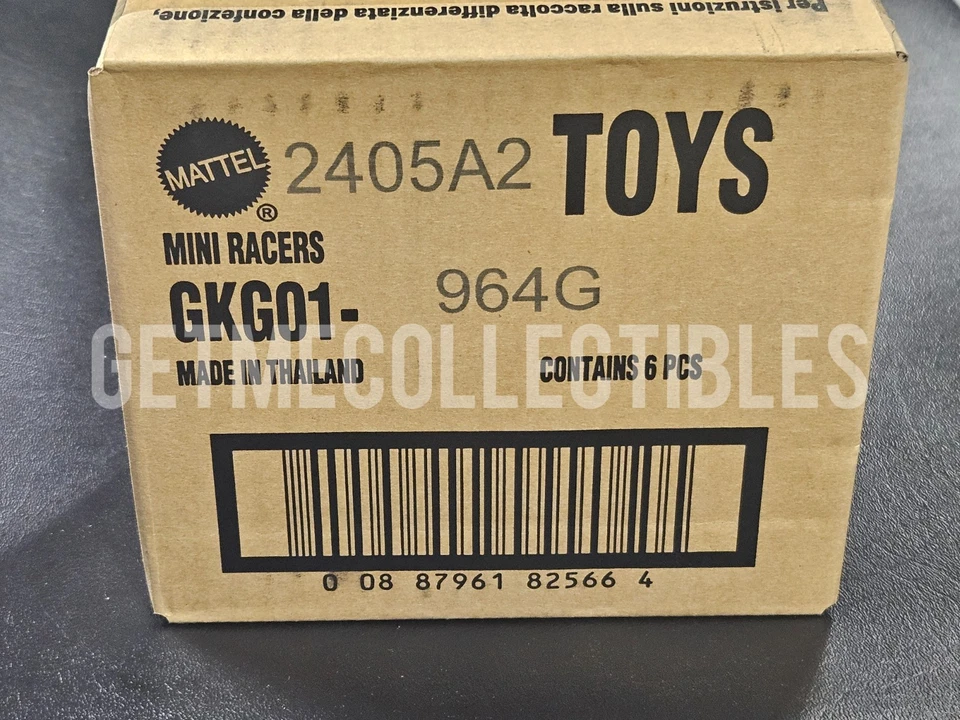 Per istruzioni sulla raccolta differenziata della confezione,
MATTEL ® 2405A2 TOYS
MINI RACERS
GKG01- 964G
GETMECOLLECTIBLES
MADE IN THAILAND CONTAINS 6 PCS
0 08 87961 82566 4